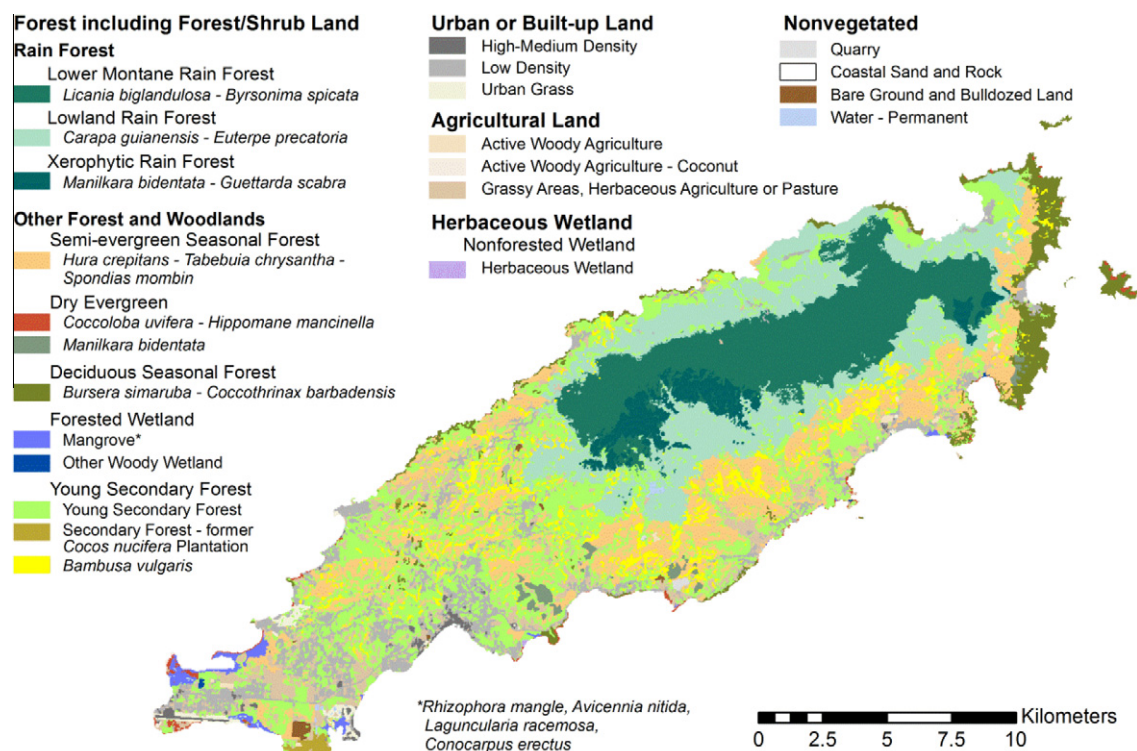 Forest including Forest/Shrub Land
Rain Forest
Lower Montane Rain Forest
Licania biglandulosa - Byrsonima spicata
Lowland Rain Forest
Carapa guianensis - Euterpe precatoria
Xerophytic Rain Forest
Manilkara bidentata - Guettarda scabra
Other Forest and Woodlands
Semi-evergreen Seasonal Forest
Hura crepitans - Tabebuia chrysantha -
Spondias mombin
Dry Evergreen
Coccoloba uvifera - Hippomane mancinella
Manilkara bidentata
Deciduous Seasonal Forest
Bursera simaruba - Coccothrinax barbadensis
Forested Wetland
Mangrove*
Other Woody Wetland
Young Secondary Forest
Young Secondary Forest
Secondary Forest - former
Cocos nucifera Plantation
Bambusa vulgaris
Urban or Built-up Land
High-Medium Density
Low Density
Urban Grass
Agricultural Land
Active Woody Agriculture
Active Woody Agriculture - Coconut
Grassy Areas, Herbaceous Agriculture or Pasture
Herbaceous Wetland
Nonforested Wetland
Herbaceous Wetland
Nonvegetated
Quarry
Coastal Sand and Rock
Bare Ground and Bulldozed Land
Water - Permanent
*Rhizophora mangle, Avicennia nitida,
Laguncularia racemosa,
Conocarpus erectus
Kilometers
0 2.5 5 7.5 10